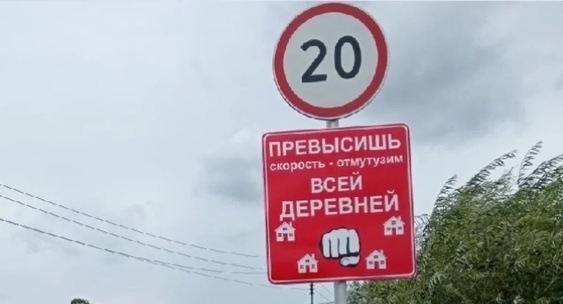 20
ПРЕВЫСИШЬ
скорость - отмутузим
ВСЕЙ
ДЕРЕВНЕЙ